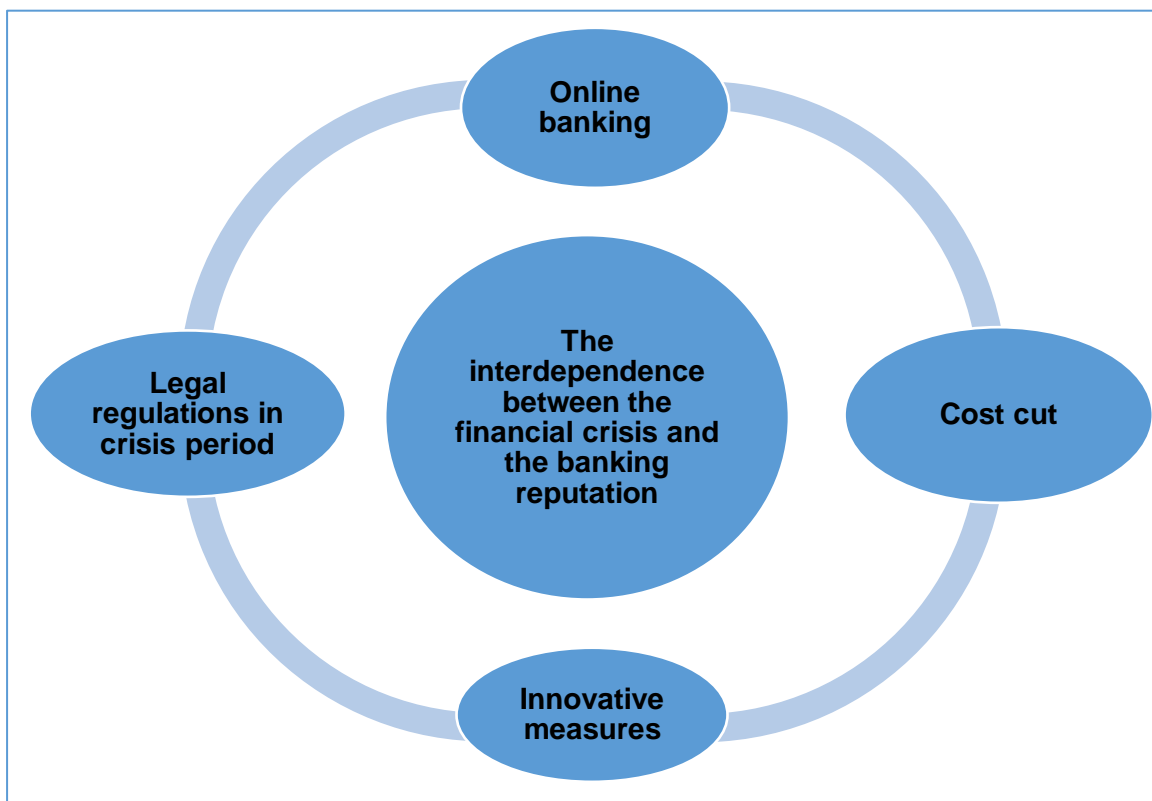 Online
banking
The
interdependence
between the
financial crisis and
the banking
reputation
Legal
regulations in
crisis period
Cost cut
Innovative
measures